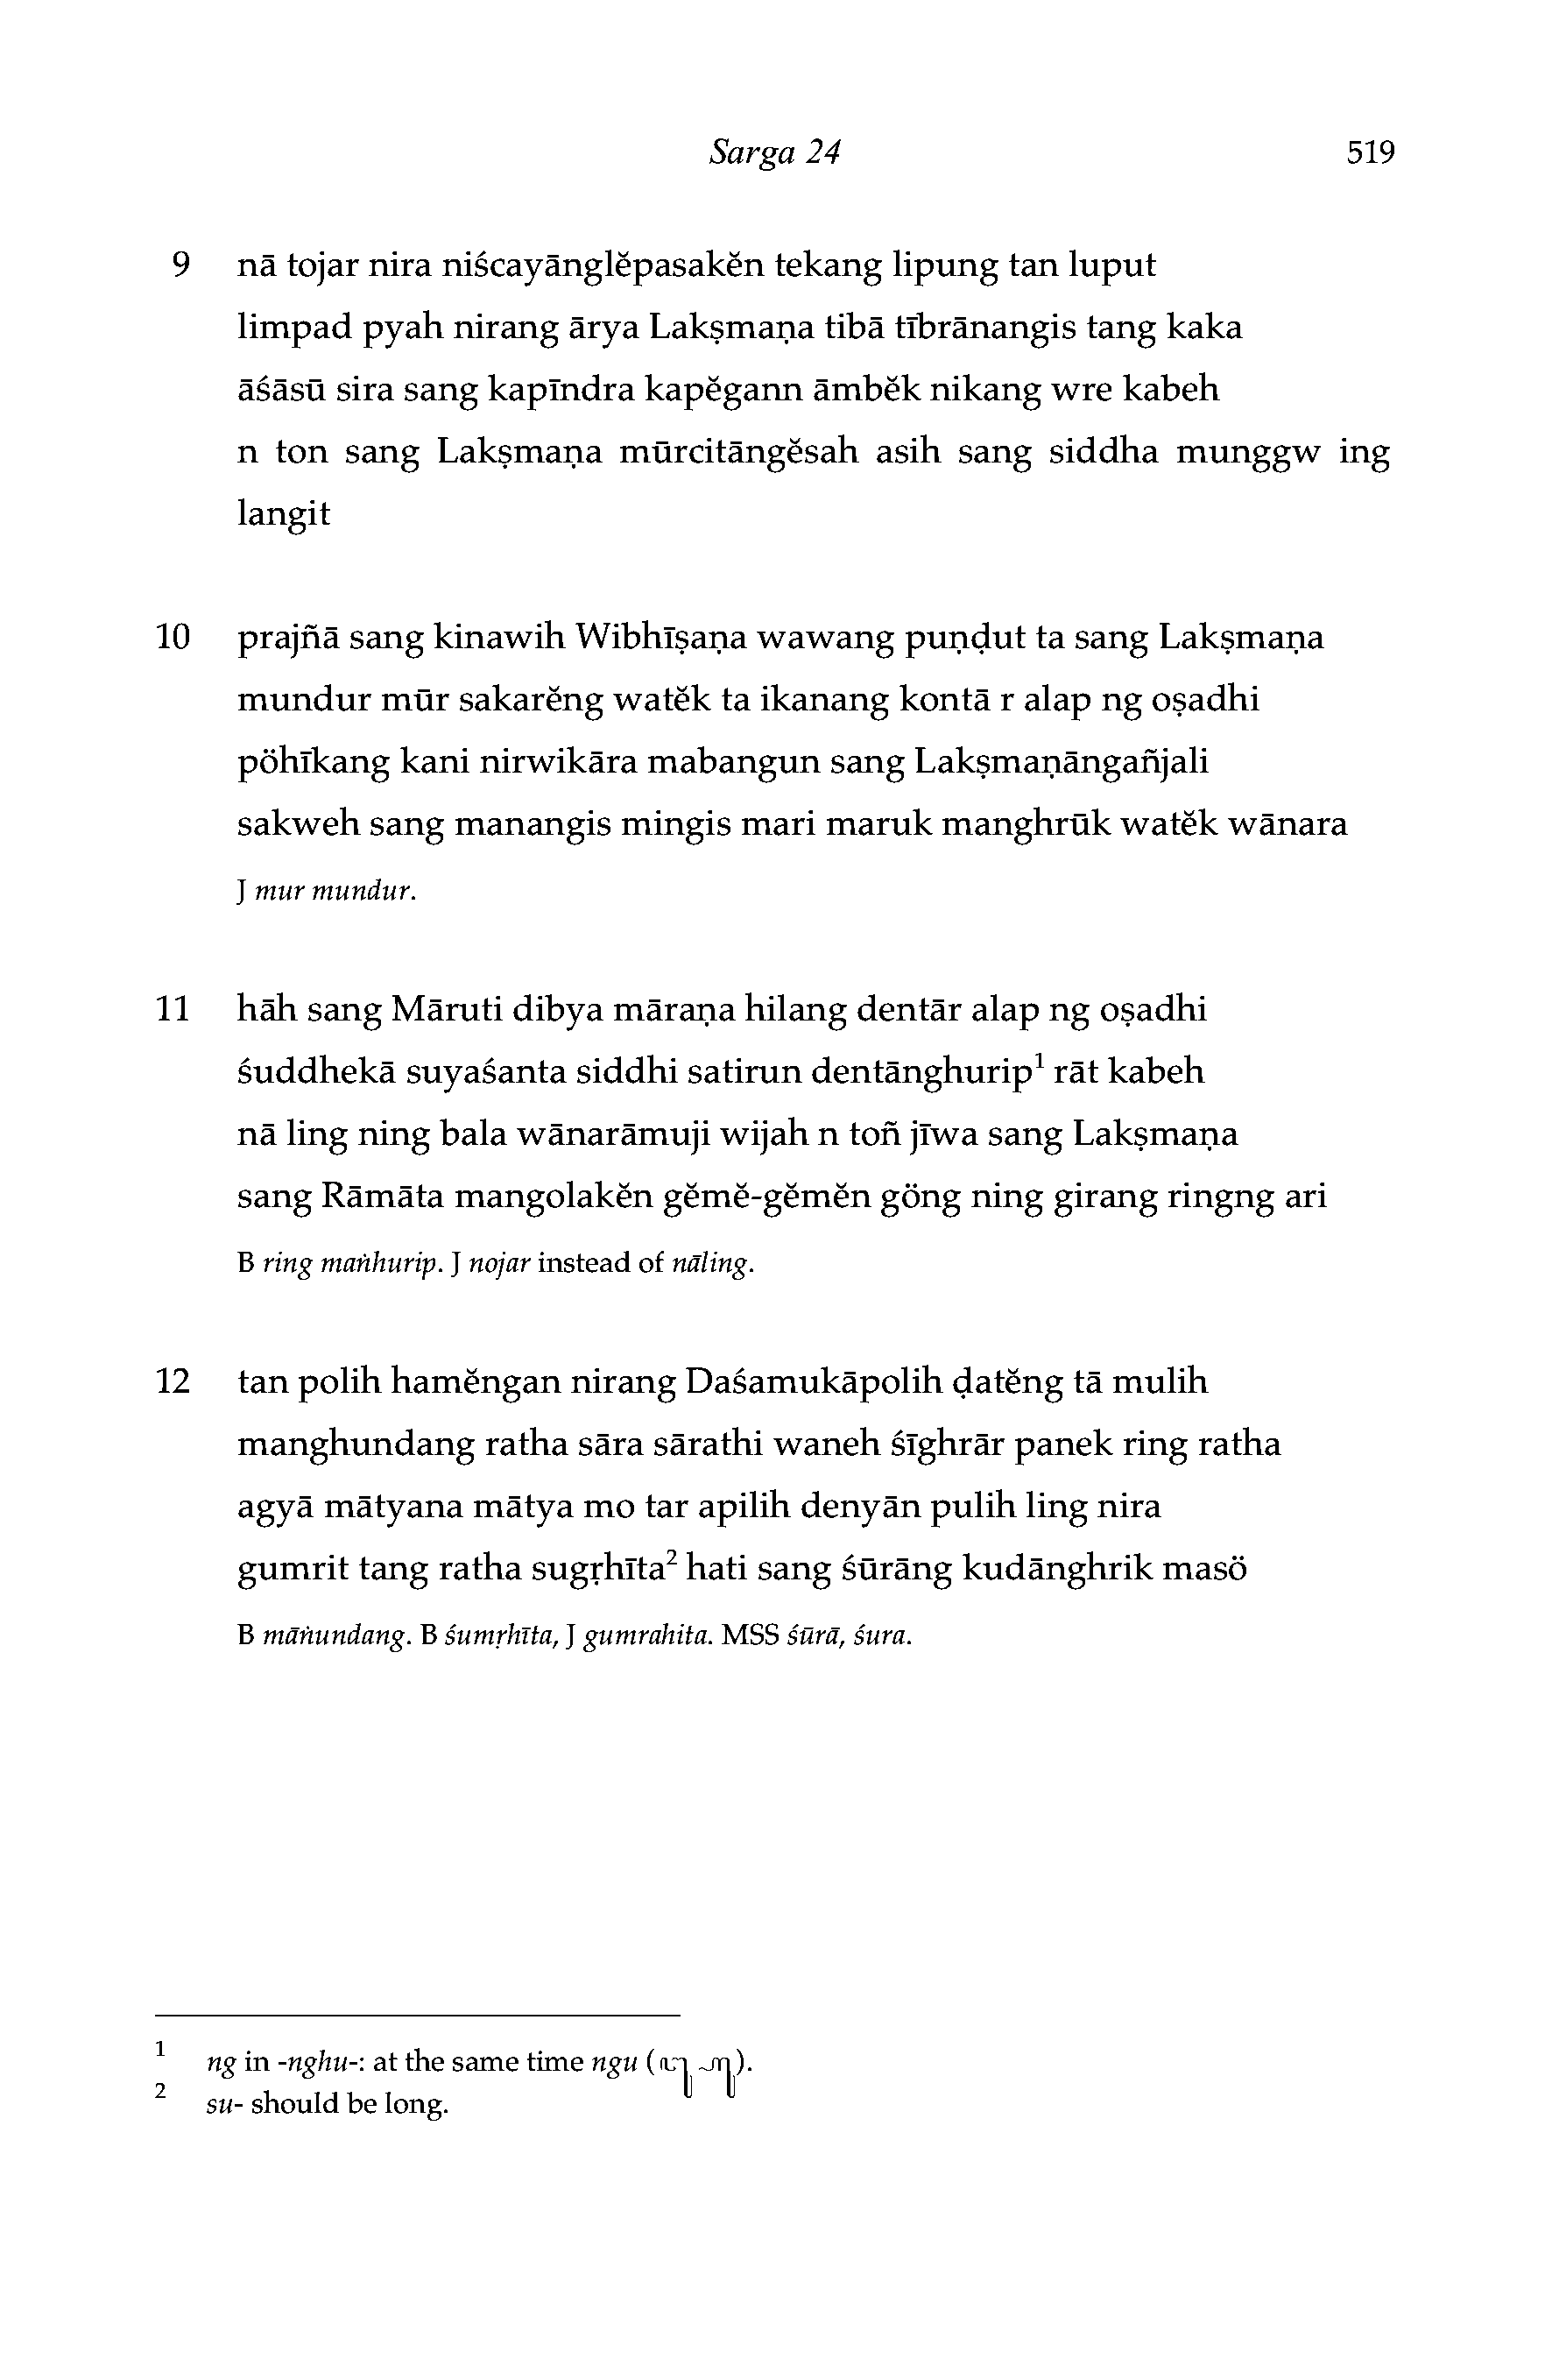 Sarga 24 519
9 nā tojar nira niścayānglĕpasakĕn tekang lipung tan luput
limpad pyah nirang ārya Lakṣmaṇa tibā tībrānangis tang kaka
āśāsū sira sang kapīndra kapĕgann āmbĕk nikang wre kabeh
n ton sang Lakṣmaṇa mūrcitāngĕsah asih sang siddha munggw ing
langit
10 prajñā sang kinawih Wibhīṣaṇa wawang puṇḍut ta sang Lakṣmaṇa
mundur mūr sakarĕng watĕk ta ikanang kontā r alap ng oṣadhi
pöhīkang kani nirwikāra mabangun sang Lakṣmaṇāngañjali
sakweh sang manangis mingis mari maruk manghrūk watĕk wānara
J mur mundur.
11 hāh sang Māruti dibya māraṇa hilang dentār alap ng oṣadhi
śuddhekā suyaśanta siddhi satirun dentānghurip¹ rāt kabeh
nā ling ning bala wānarāmuji wijah n toñ jīwa sang Lakṣmaṇa
sang Rāmāta mangolakĕn gĕmĕ-gĕmĕn göng ning girang ringng ari
B ring maṅhurip. J nojar instead of nāling.
12 tan polih hamĕngan nirang Daśamukāpolih ḍatĕng tā mulih
manghundang ratha sāra sārathi waneh śīghrār panek ring ratha
agyā mātyana mātya mo tar apilih denyān pulih ling nira
gumrit tang ratha sugṛhīta² hati sang śūrāng kudānghrik masö
B māṅundang. B śumṛhīta, J gumrahita. MSS śūrā, śura.
1 ng in -nghu-: at the same time ngu ( ).
2 su- should be long.